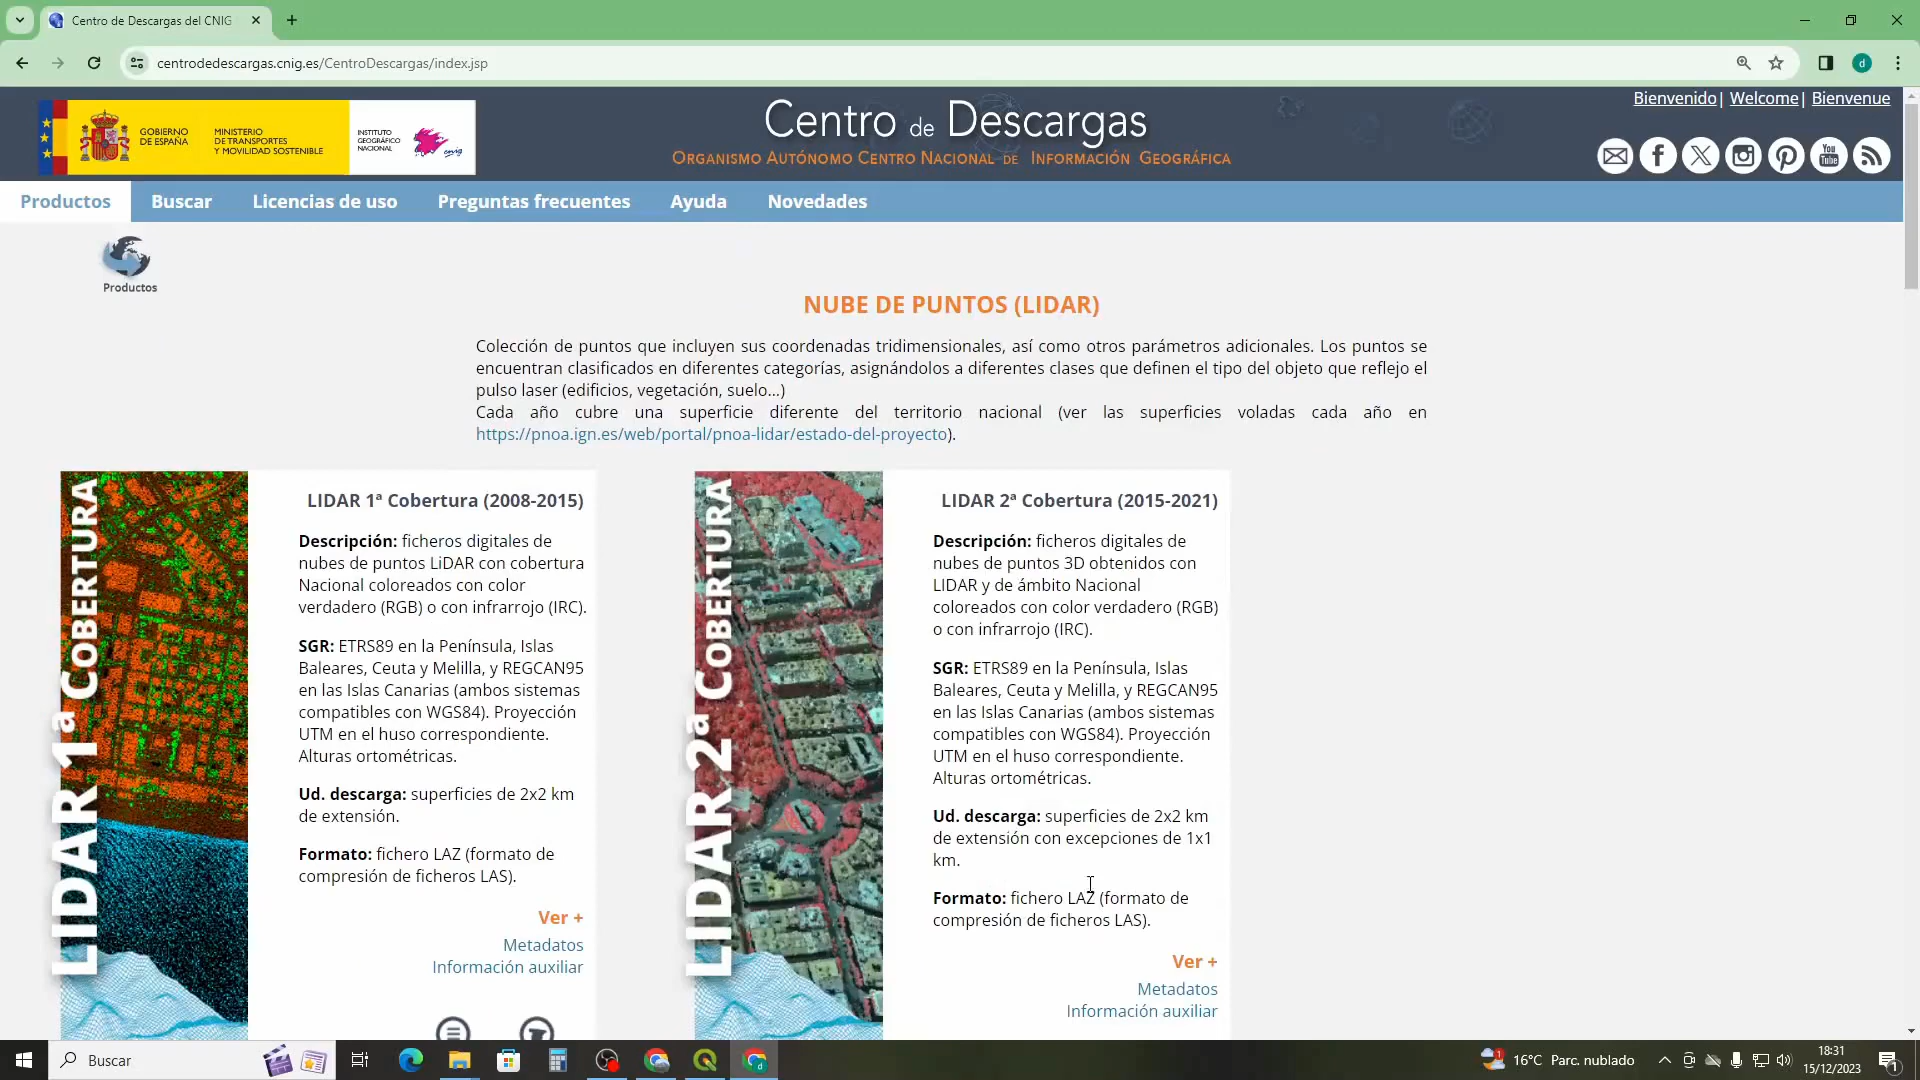 Centro de Descargas del CNIG
centrodedescargas.cnig.es/CentroDescargas/index.jsp
d
Bienvenido| Welcome| Bienvenue
GOBIERNO
DE ESPAÑA
MINISTERIO
DE TRANSPORTES
Y MOVILIDAD SOSTENIBLE
INSTITUTO
GEOGRÁFICO
NACIONAL
cnig
Centro de Descargas
Organismo Autónomo Centro Nacional de Información Geográfica
You
Tube
Productos
Buscar
Licencias de uso
Preguntas frecuentes
Ayuda
Novedades
Productos
NUBE DE PUNTOS (LIDAR)
Colección de puntos que incluyen sus coordenadas tridimensionales, así como otros parámetros adicionales. Los puntos se
encuentran clasificados en diferentes categorías, asignándolos a diferentes clases que definen el tipo del objeto que reflejo el
pulso laser (edificios, vegetación, suelo...)
Cada año cubre una superficie diferente del territorio nacional (ver las superficies voladas cada año en
https://pnoa.ign.es/web/portal/pnoa-lidar/estado-del-proyecto).
LIDAR 1ª COBERTURA
LIDAR 1ª Cobertura (2008-2015)
Descripción: ficheros digitales de
nubes de puntos LiDAR con cobertura
Nacional coloreados con color
verdadero (RGB) o con infrarrojo (IRC).
SGR: ETRS89 en la Península, Islas
Baleares, Ceuta y Melilla, y REGCAN95
en las Islas Canarias (ambos sistemas
compatibles con WGS84). Proyección
UTM en el huso correspondiente.
Alturas ortométricas.
Ud. descarga: superficies de 2x2 km
de extensión.
Formato: fichero LAZ (formato de
compresión de ficheros LAS).
Ver +
Metadatos
Información auxiliar
LIDAR 2ª COBERTURA
LIDAR 2ª Cobertura (2015-2021)
Descripción: ficheros digitales de
nubes de puntos 3D obtenidos con
LIDAR y de ámbito Nacional
coloreados con color verdadero (RGB)
o con infrarrojo (IRC).
SGR: ETRS89 en la Península, Islas
Baleares, Ceuta y Melilla, y REGCAN95
en las Islas Canarias (ambos sistemas
compatibles con WGS84). Proyección
UTM en el huso correspondiente.
Alturas ortométricas.
Ud. descarga: superficies de 2x2 km
de extensión con excepciones de 1x1
km.
Formato: fichero LAZ (formato de
compresión de ficheros LAS).
Ver +
Metadatos
Información auxiliar
Buscar
16°C Parc. nublado
18:31
15/12/2023
1